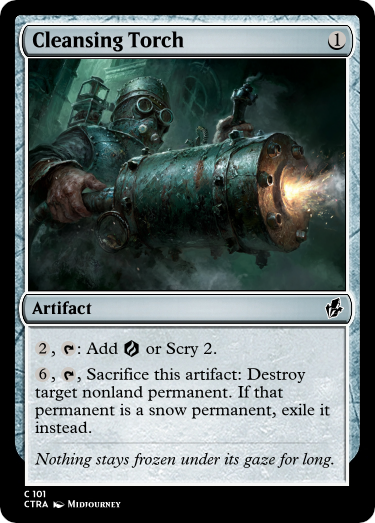 Cleansing Torch 1
Artifact
2, : Add or Scry 2.
6, , Sacrifice this artifact: Destroy
target nonland permanent. If that
permanent is a snow permanent, exile it
instead.
Nothing stays frozen under its gaze for long.
C 101
CTRA MIDJOURNEY